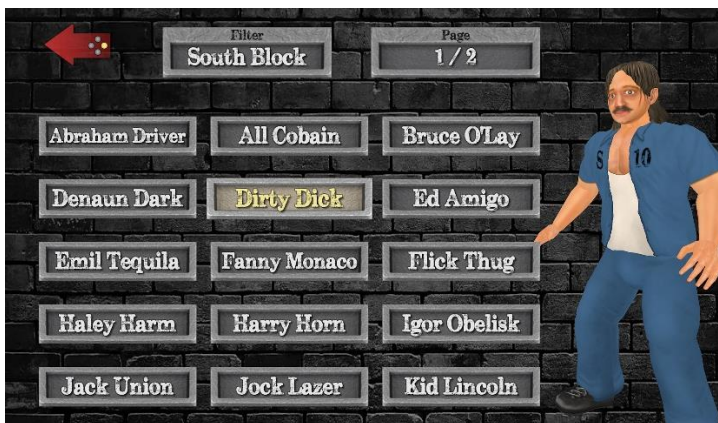 Filter
South Block
Page
1 / 2
Abraham Driver
All Cobain
Bruce O'Lay
Denaun Dark
Dirty Dick
Ed Amigo
Emil Tequila
Fanny Monaco
Flick Thug
Haley Harm
Harry Horn
Igor Obelisk
Jack Union
Jock Lazer
Kid Lincoln
S 10